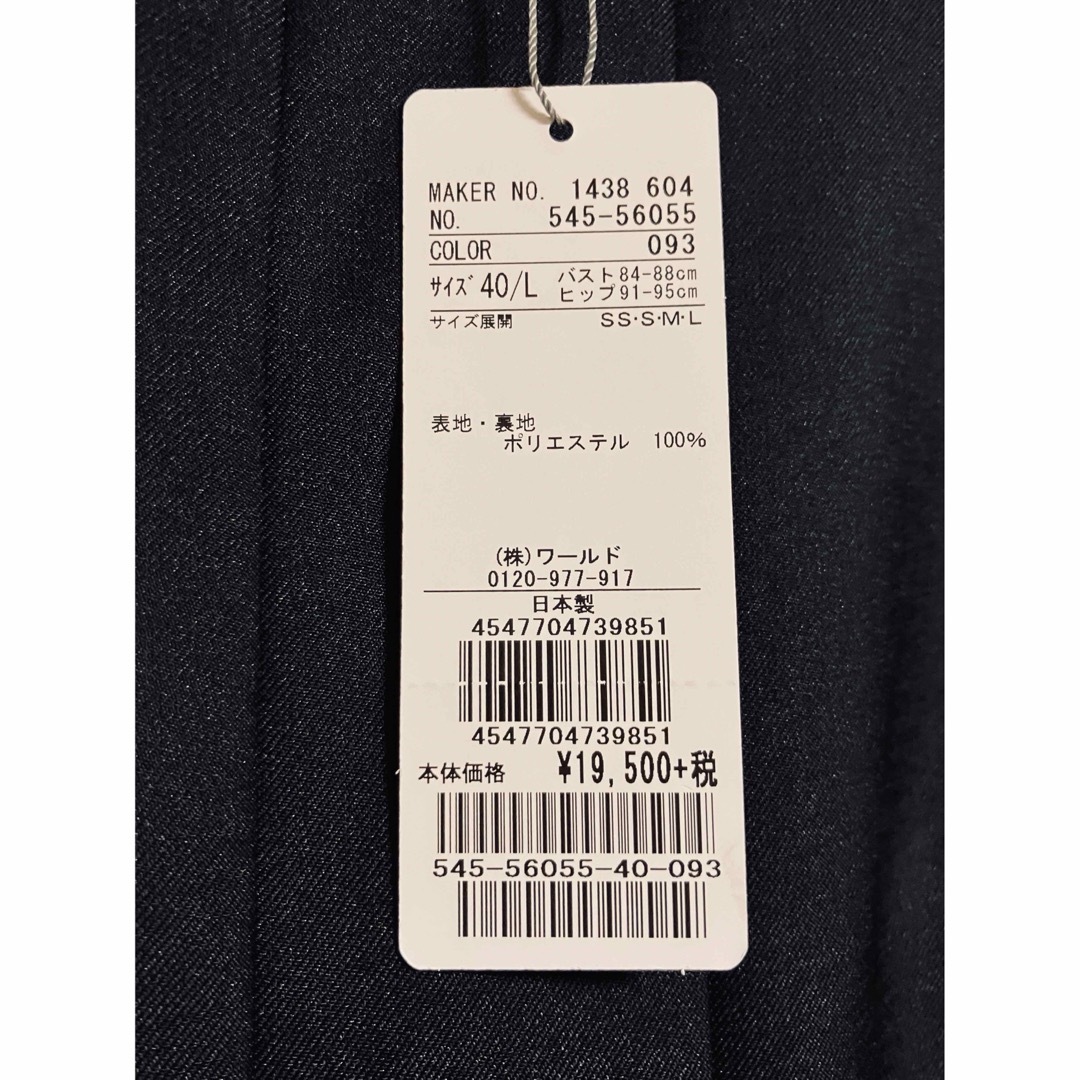 MAKER NO. 1438 604
NO. 545-56055
COLOR 093
サイズ 40/L バスト84-88cm
ヒップ91-95cm
サイズ展開 SS・S・M・L
表地・裏地
ポリエステル 100%
(株)ワールド
0120-977-917
日本製
4547704739851
4547704739851
本体価格 ¥19,500+税
545-56055-40-093